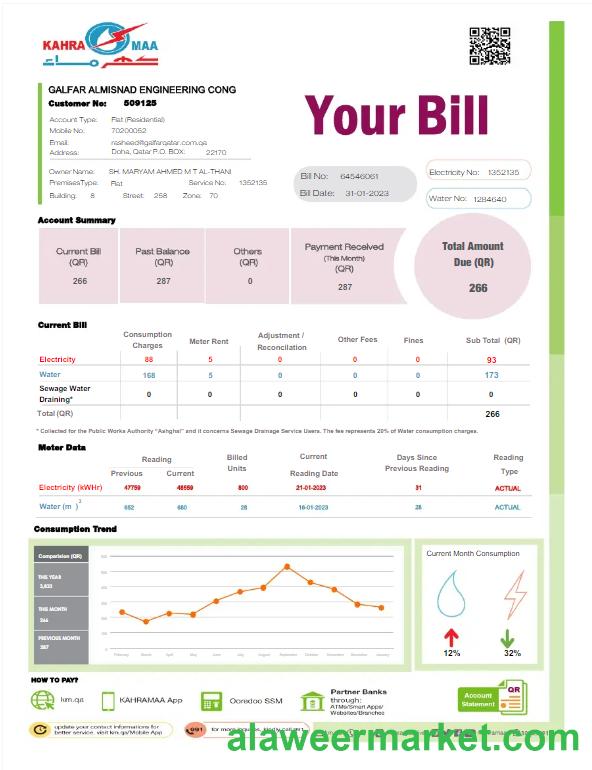 KAHRA MAA
GALFAR ALMISNAD ENGINEERING CONG
Customer No: 509125
Account Type: Flat (Residential)
Mobile No. 70200052
Email: rasheed@galfarqatar.com.qa
Address: Doha, Qatar P.O. BOX: 22170
Owner Name: SH. MARYAM AHMED M T AL-THANI
PremisesType: Flat Service No: 1352135
Building: 8 Street: 258 Zone: 70
Your Bill
Bill No: 64546061
Bill Date: 31-01-2023
Electricity No: 1352135
Water No: 1284640
Account Summary
Current Bill (QR) 266
Past Balance (QR) 287
Others (QR) 0
Payment Received (This Month) (QR) 287
Total Amount Due (QR) 266
Current Bill
Consumption Charges Meter Rent Adjustment / Reconcilation Other Fees Fines Sub Total (QR)
Electricity 88 5 0 0 0 93
Water 168 5 0 0 0 173
Sewage Water Draining* 0 0 0 0 0 0
Total (QR) 266
* Collected for the Public Works Authority "Ashghal" and it concerns Sewage Drainage Service Users. The fee represents 20% of Water consumption charges.
Meter Data
Reading Billed Units Current Reading Date Days Since Previous Reading Reading Type
Previous Current
Electricity (kWHr) 47759 48559 800 21-01-2023 31 ACTUAL
Water (m3) 652 680 28 18-01-2023 28 ACTUAL
Consumption Trend
Comparision (QR)
THIS YEAR
THIS MONTH
266
PREVIOUS MONTH
287
February March April May June July August September October November December January
Current Month Consumption
12% 32%
HOW TO PAY?
km.qa
KAHRAMAA App
Ooredoo SSM
Partner Banks
through:
ATMs/Smart Apps/
Websites/Branches
Account
Statement
QR
update your contact informations for
better service. visit km.qa/Mobile App
991
for more inquires, kindly call 991
alaweermarket.com